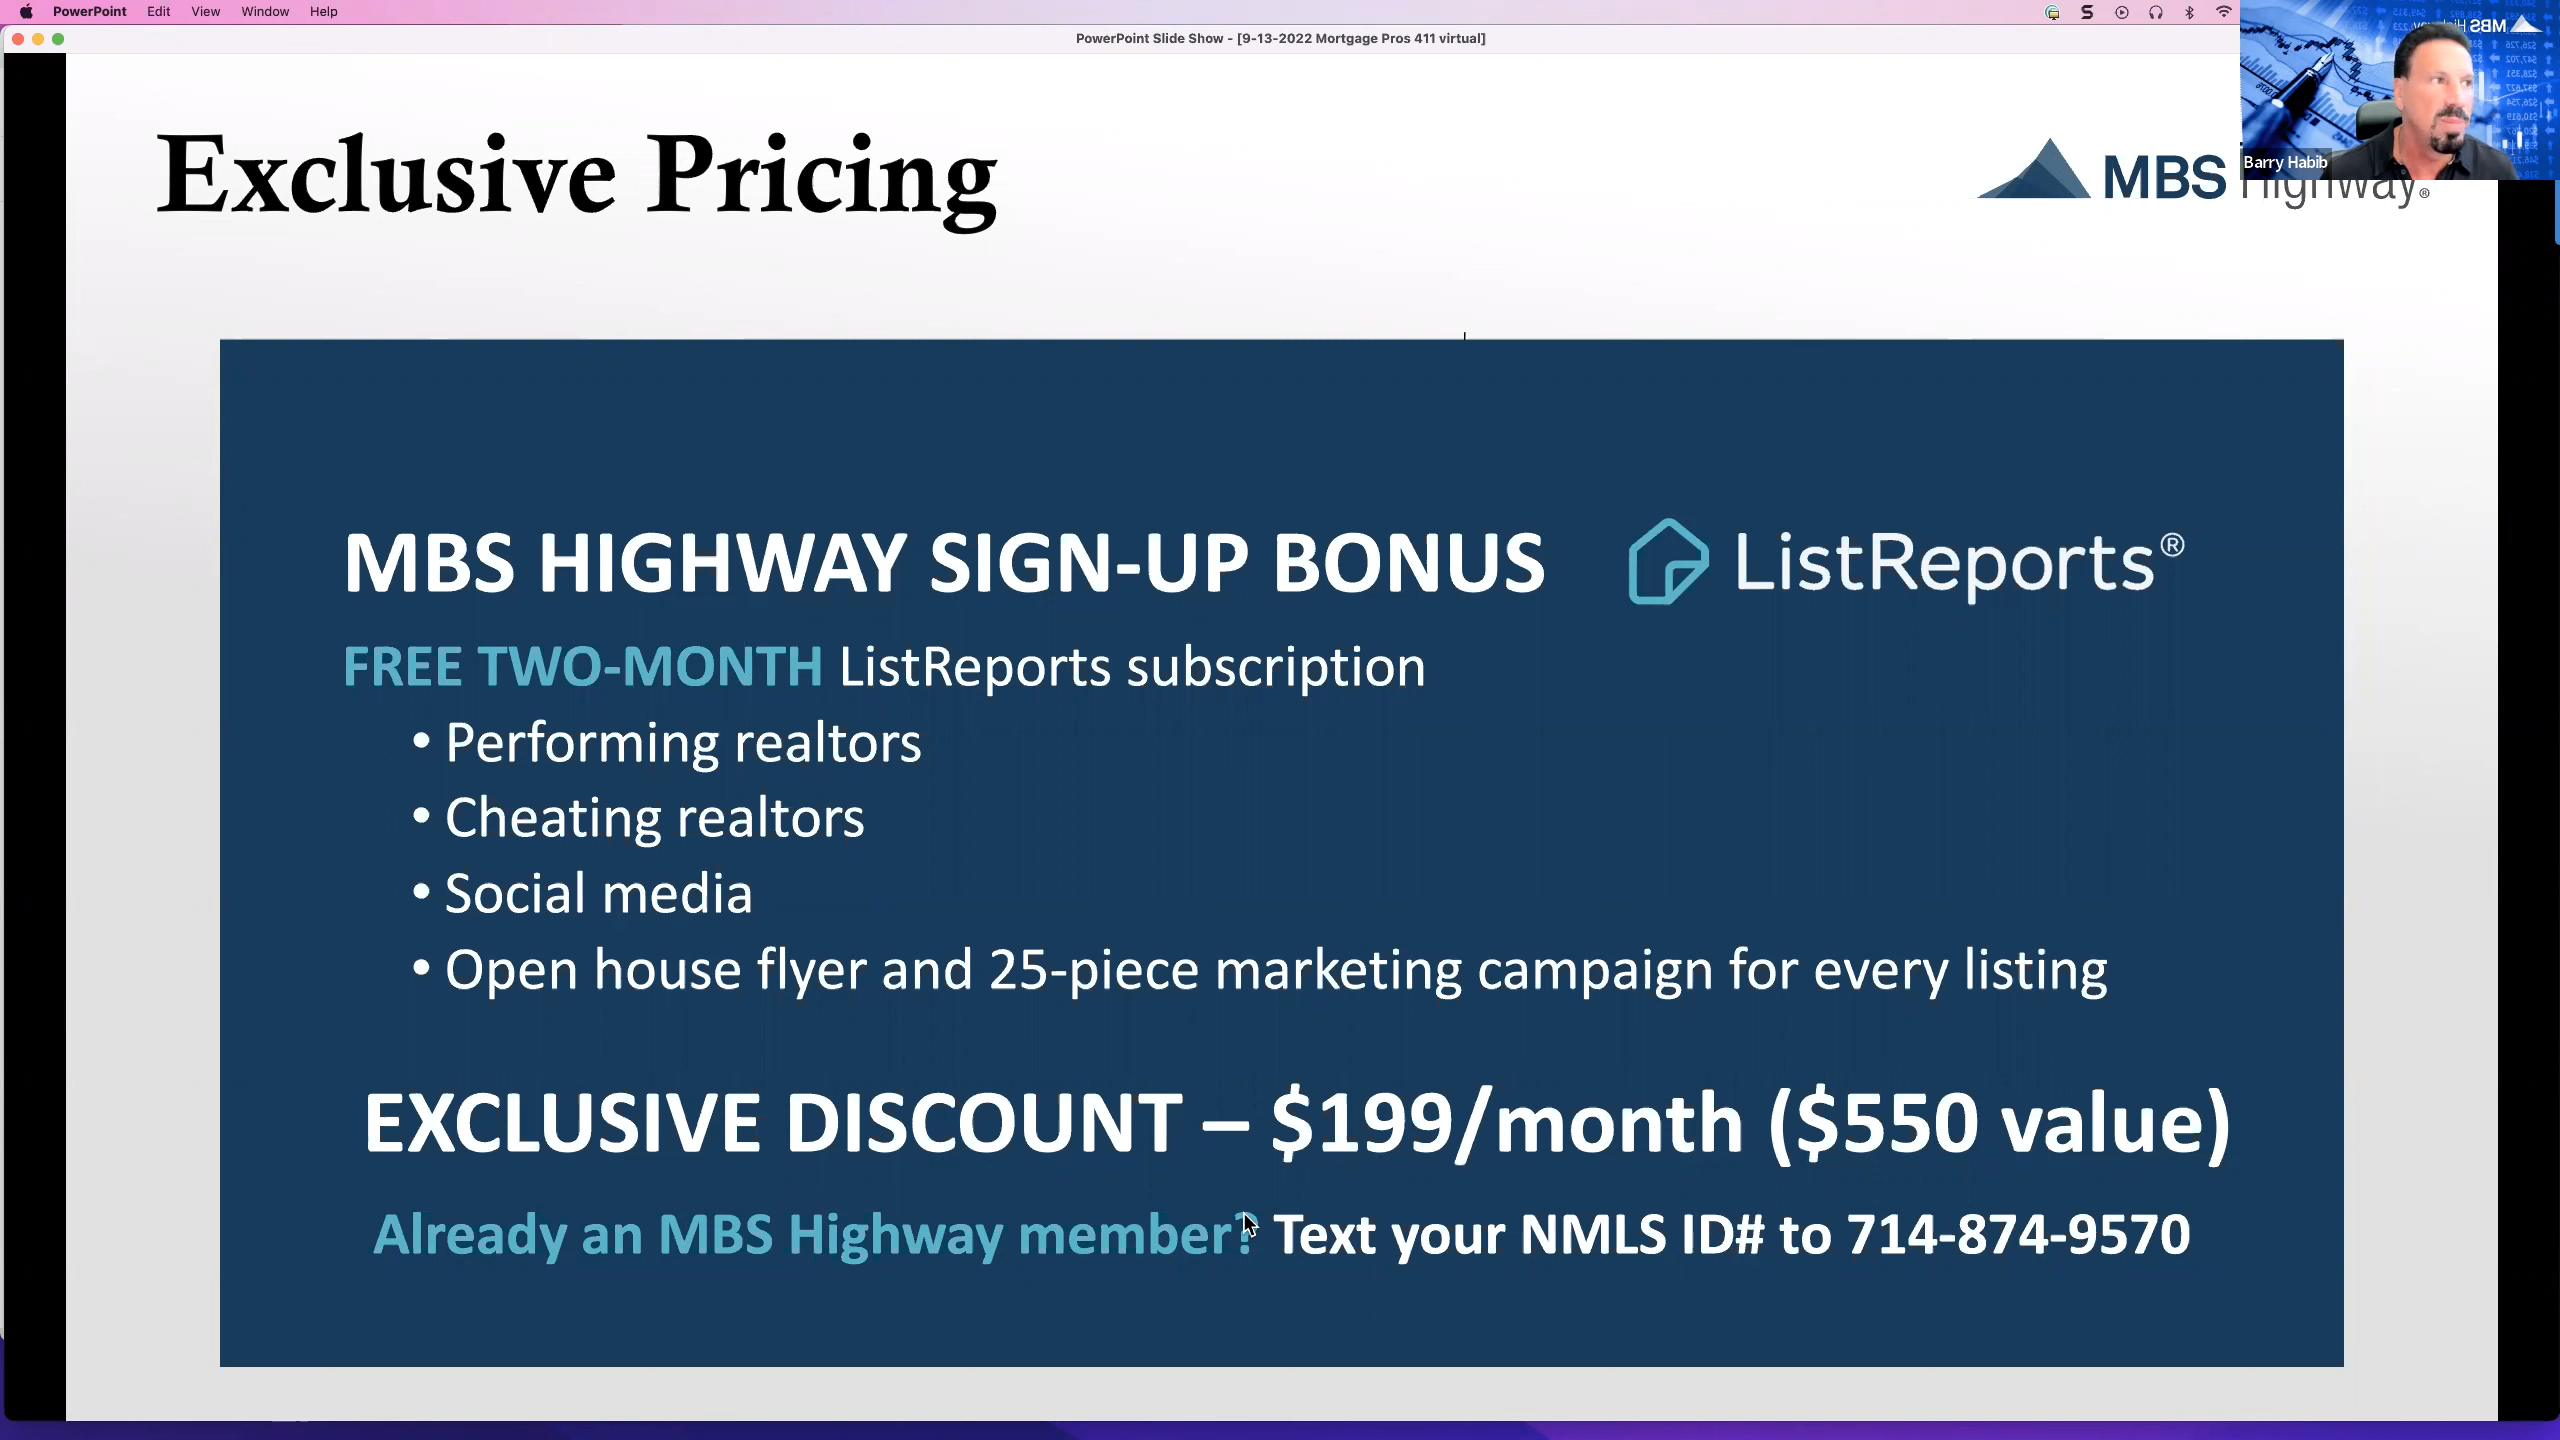 PowerPoint Edit View Window Help
PowerPoint Slide Show - [9-13-2022 Mortgage Pros 411 virtual]
Exclusive Pricing
MBS Highway®
Barry Habib
MBS HIGHWAY SIGN-UP BONUS
ListReports®
FREE TWO-MONTH ListReports subscription
• Performing realtors
• Cheating realtors
• Social media
• Open house flyer and 25-piece marketing campaign for every listing
EXCLUSIVE DISCOUNT – $199/month ($550 value)
Already an MBS Highway member? Text your NMLS ID# to 714-874-9570